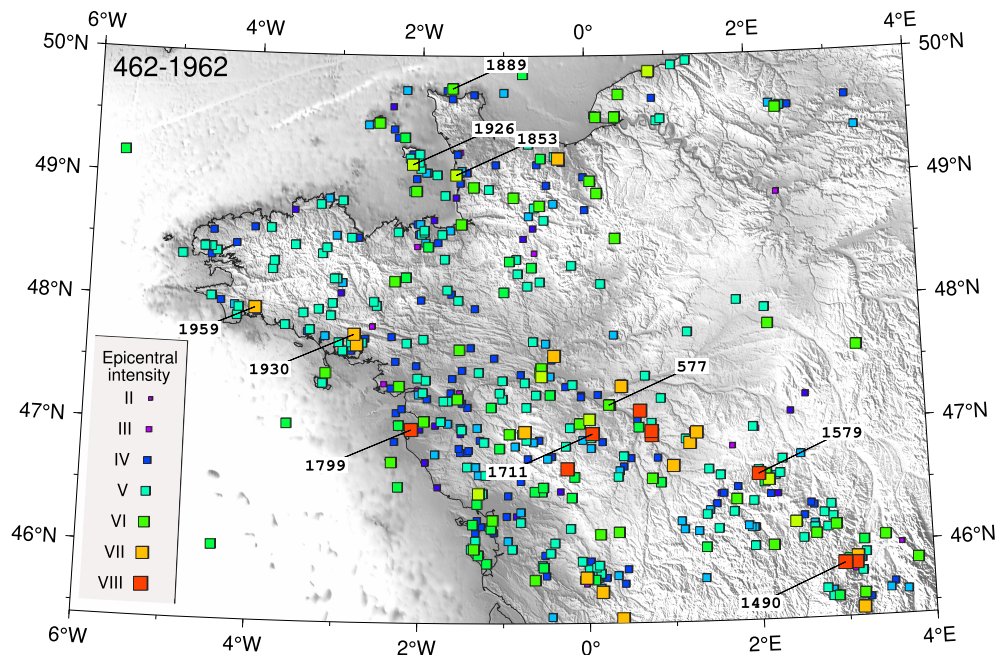 6°W 4°W 2°W 0° 2°E 4°E
50°N 50°N
462-1962
1889
1926
1853
49°N 49°N
48°N 48°N
1959
1930
577
Epicentral
intensity
II
III
IV
V
VI
VII
VIII
47°N 47°N
1799
1711
1579
46°N 46°N
1490
6°W 4°W 2°W 0° 2°E 4°E